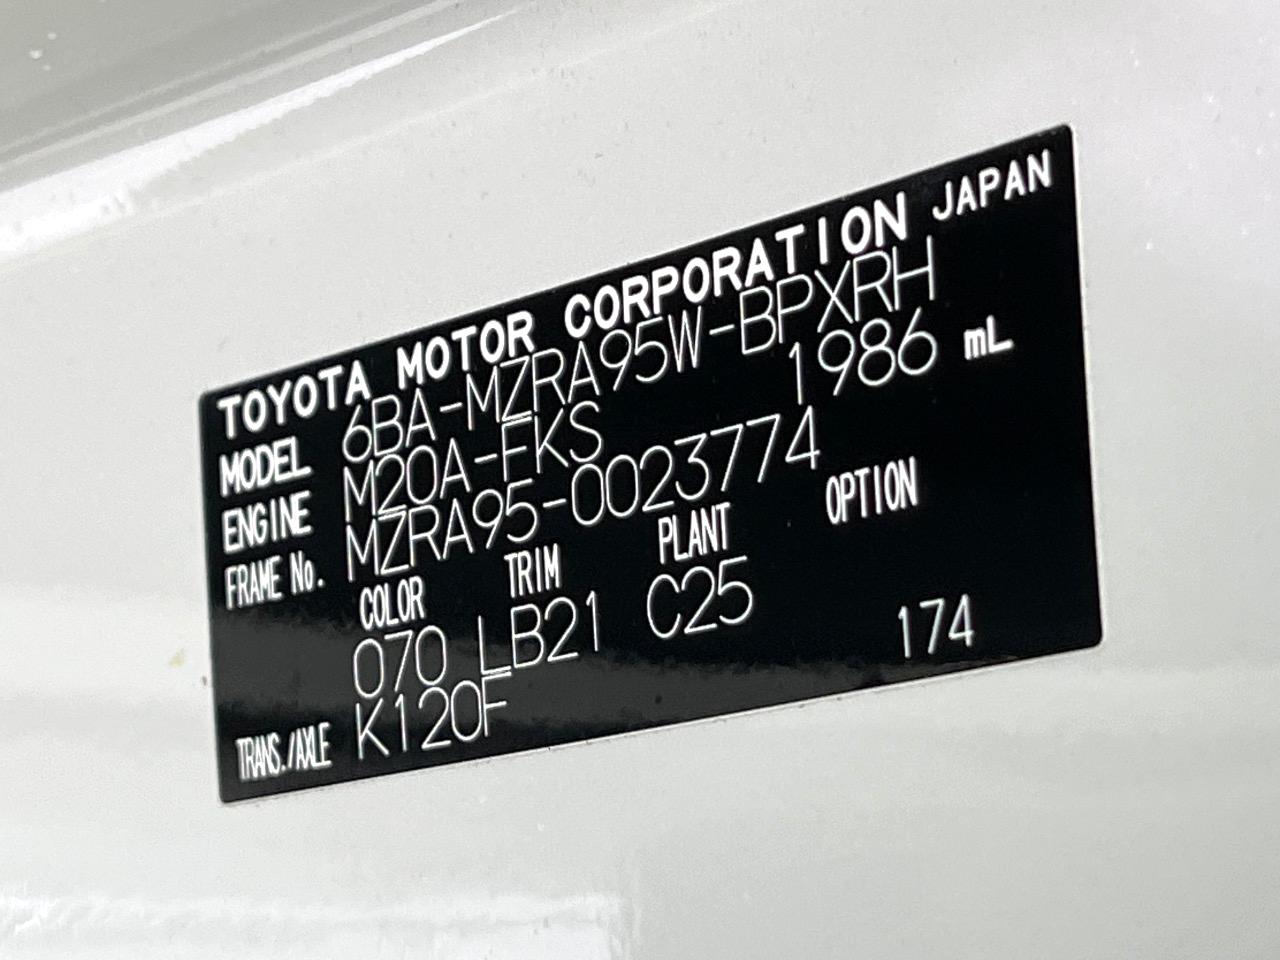 TOYOTA MOTOR CORPORATION JAPAN
MODEL 6BA-MZRA95W-BPXRH
ENGINE M20A-FKS 1986 mL
FRAME No. MZRA95-0023774
COLOR TRIM PLANT OPTION
070 LB21 C25
174
TRANS./AXLE K120F